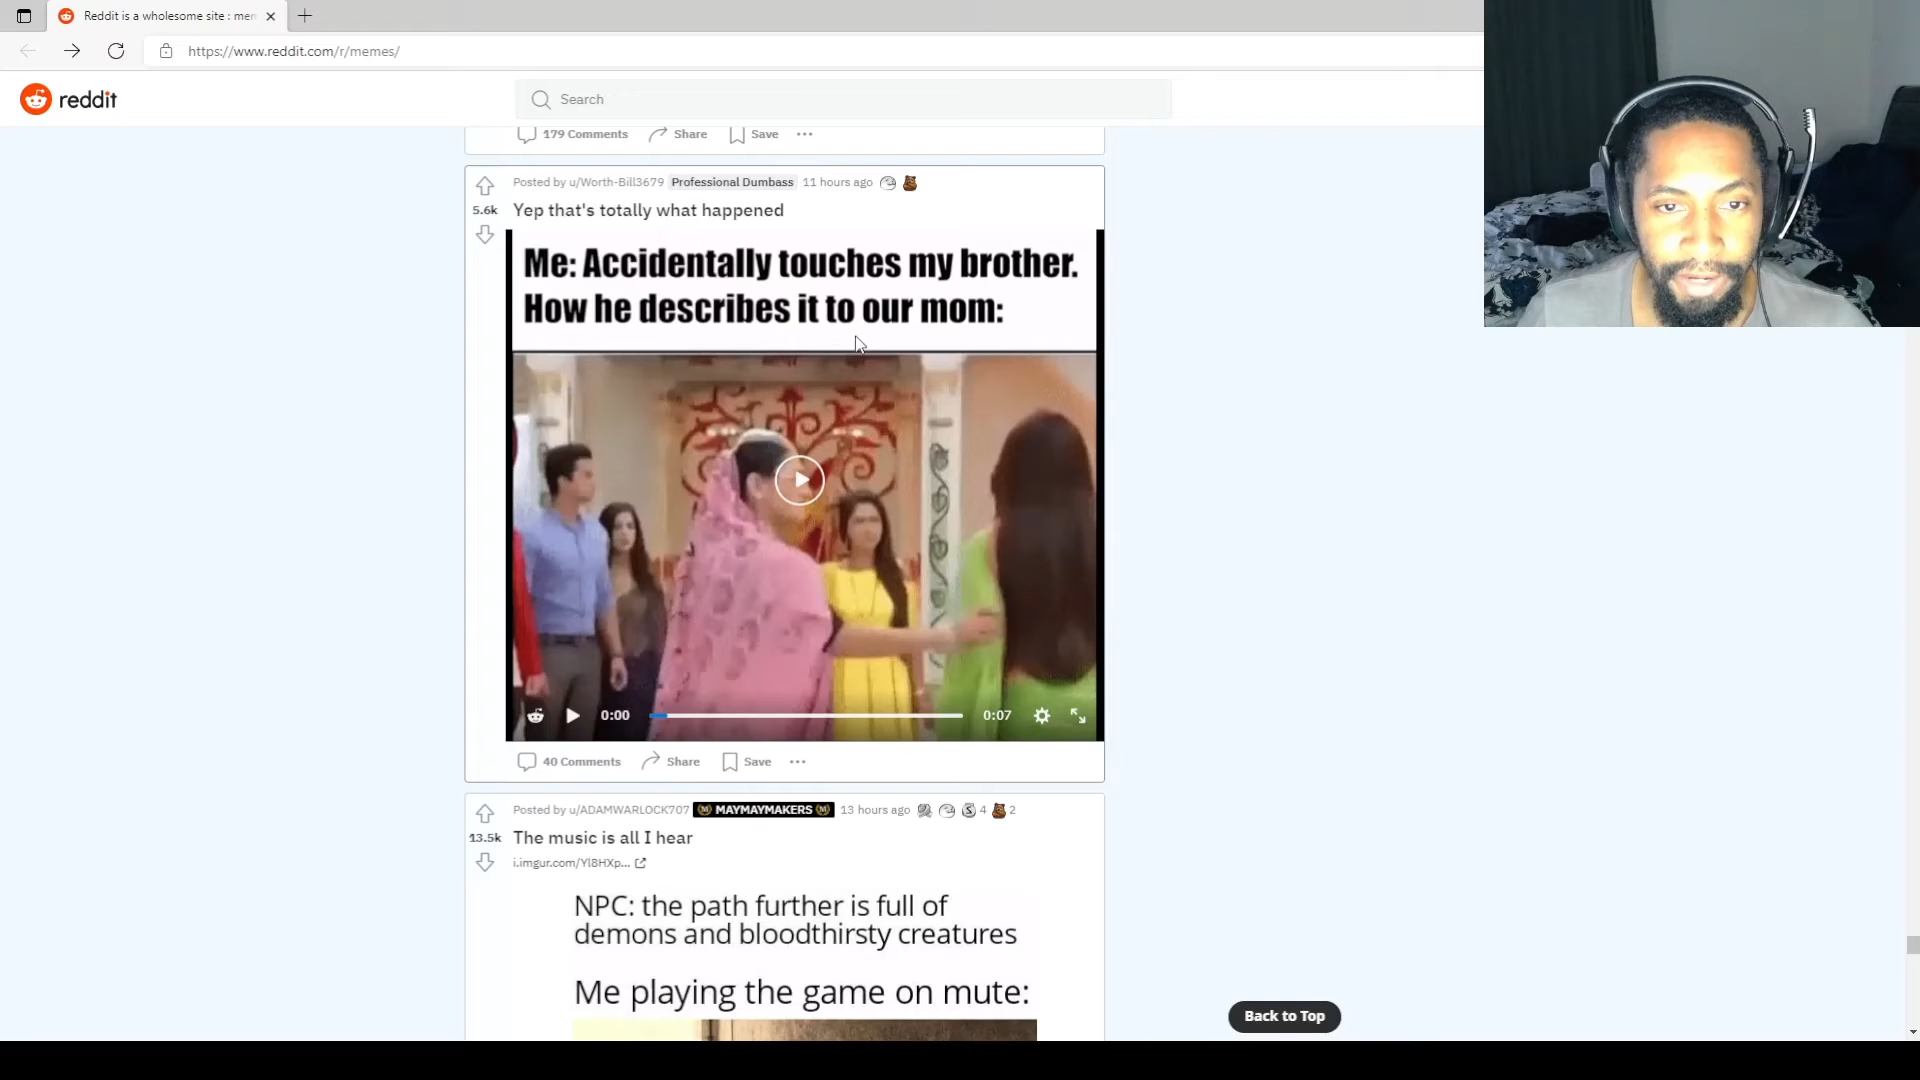 Reddit is a wholesome site : mem
https://www.reddit.com/r/memes/
reddit
Search
179 Comments Share Save
Posted by u/Worth-Bill3679 Professional Dumbass 11 hours ago
5.6k
Yep that's totally what happened
Me: Accidentally touches my brother.
How he describes it to our mom:
0:00 0:07
40 Comments Share Save
Posted by u/ADAMWARLOCK707 MAYMAYMAKERS 13 hours ago S 4 2
13.5k
The music is all I hear
i.imgur.com/Yl8HXp...
NPC: the path further is full of
demons and bloodthirsty creatures
Me playing the game on mute:
Back to Top